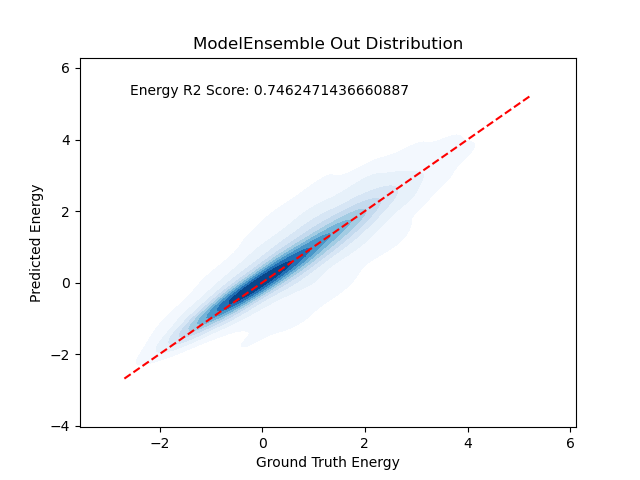 ModelEnsemble Out Distribution
Energy R2 Score: 0.7462471436660887
6
4
2
0
−2
−4
Predicted Energy
−2 0 2 4 6
Ground Truth Energy